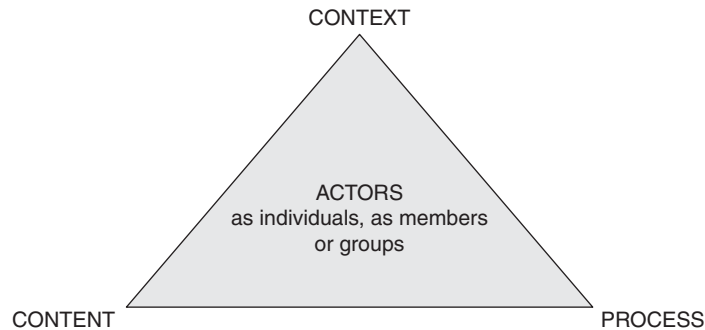 CONTEXT
ACTORS
as individuals, as members
or groups
CONTENT
PROCESS